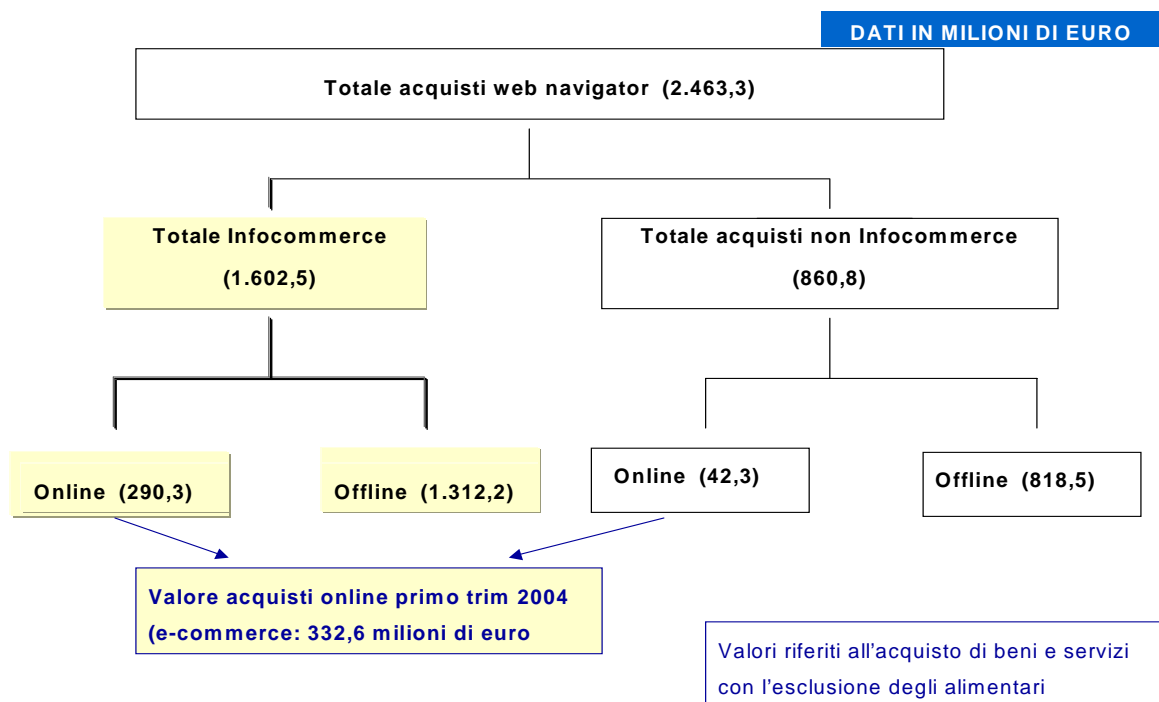 DATI IN MILIONI DI EURO
Totale acquisti web navigator (2.463,3)
Totale Infocommerce
(1.602,5)
Totale acquisti non Infocommerce
(860,8)
Online (290,3)
Offline (1.312,2)
Online (42,3)
Offline (818,5)
Valore acquisti online primo trim 2004
(e-commerce: 332,6 milioni di euro
Valori riferiti all'acquisto di beni e servizi
con l'esclusione degli alimentari